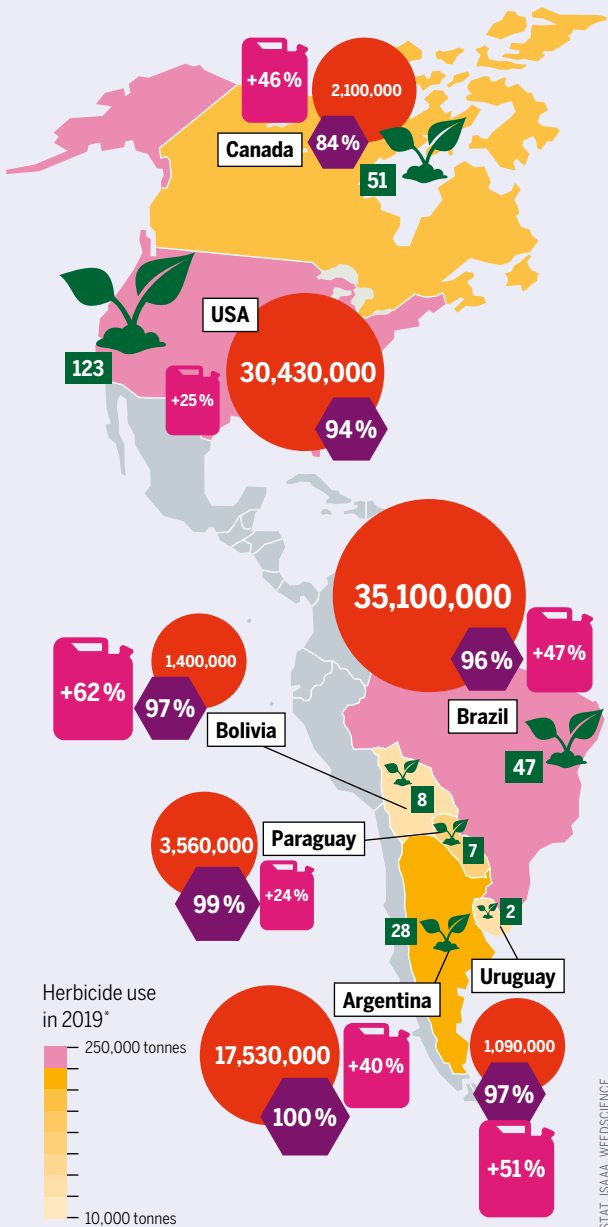 +46 %
2,100,000
84 %
Canada
51
USA
123
30,430,000
+25 %
94 %
35,100,000
96 %
+47 %
Brazil
47
1,400,000
+62 %
97 %
Bolivia
8
3,560,000
Paraguay
7
99 %
+24 %
28
2
Uruguay
Argentina
Herbicide use
in 2019*
250,000 tonnes
10,000 tonnes
17,530,000
+40 %
100 %
1,090,000
97 %
+51 %
STAT, ISAAA, WEEDSCIENCE